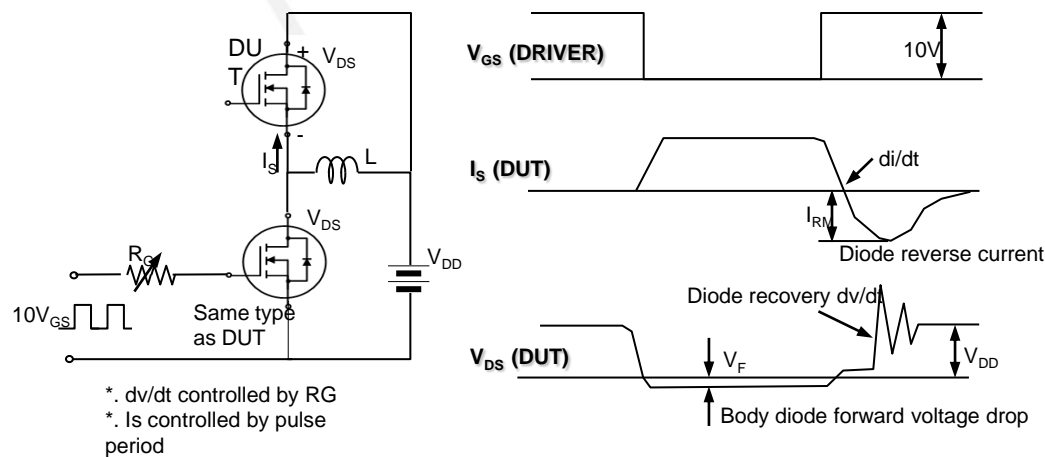 DU
T
+
V_DS
-
I_S
L
V_DS
R_G
V_DD
10V_GS
Same type
as DUT
*. dv/dt controlled by RG
*. Is controlled by pulse
period
V_GS (DRIVER)
10V
I_S (DUT)
di/dt
I_RM
Diode reverse current
Diode recovery dv/dt
V_DS (DUT)
V_F
V_DD
Body diode forward voltage drop